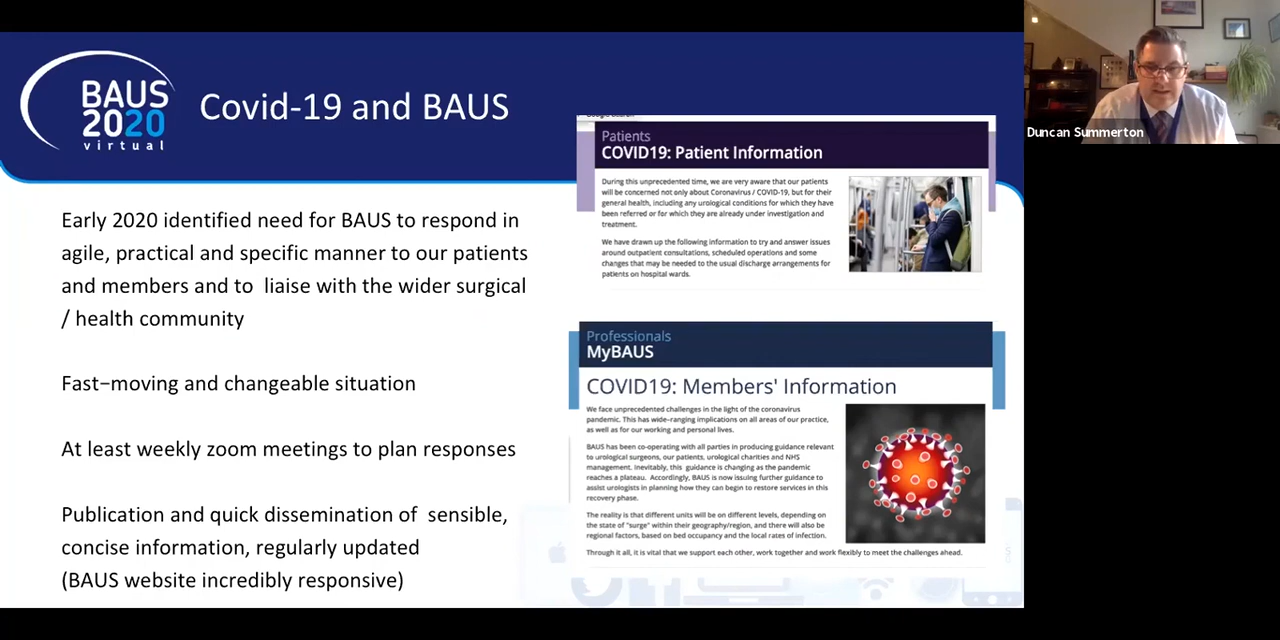 BAUS
2020
virtual
Covid-19 and BAUS
Early 2020 identified need for BAUS to respond in
agile, practical and specific manner to our patients
and members and to liaise with the wider surgical
/ health community
Fast−moving and changeable situation
At least weekly zoom meetings to plan responses
Publication and quick dissemination of sensible,
concise information, regularly updated
(BAUS website incredibly responsive)
Patients
COVID19: Patient Information
During this unprecedented time, we are very aware that our patients
will be concerned not only about Coronavirus / COVID-19, but for their
general health, including any urological conditions for which they have
been referred or for which they are already under investigation and
treatment.
We have drawn up the following information to try and answer issues
around outpatient consultations, scheduled operations and some
changes that may be needed to the usual discharge arrangements for
patients on hospital wards.
Professionals
MyBAUS
COVID19: Members' Information
We face unprecedented challenges in the light of the coronavirus
pandemic. This has wide-ranging implications on all areas of our practice,
as well as for our working and personal lives.
BAUS has been co-operating with all parties in producing guidance relevant
to urological surgeons, our patients, urological charities and NHS
management. Inevitably, this guidance is changing as the pandemic
reaches a plateau. Accordingly, BAUS is now issuing further guidance to
assist urologists in planning how they can begin to restore services in this
recovery phase.
The reality is that different units will be on different levels, depending on
the state of "surge" within their geography/region, and there will also be
regional factors, based on bed occupancy and the local rates of infection.
Through it all, it is vital that we support each other, work together and work flexibly to meet the challenges ahead.
Duncan Summerton